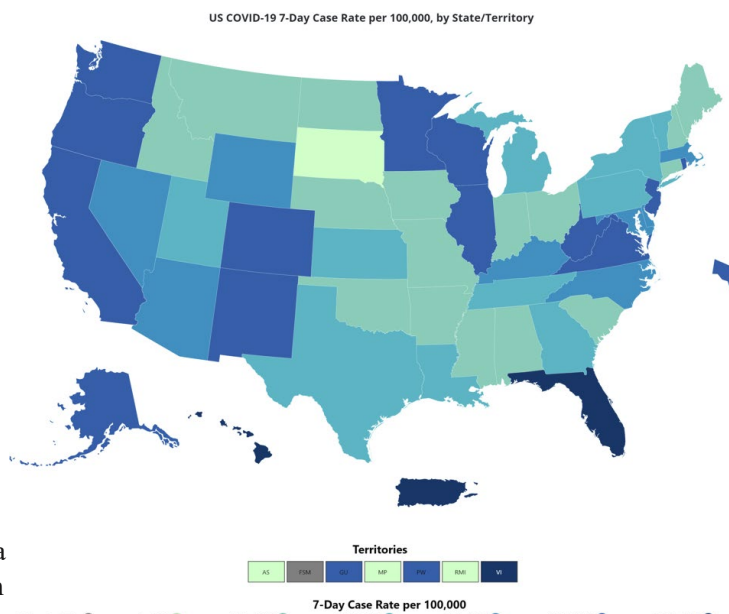 US COVID-19 7-Day Case Rate per 100,000, by State/Territory
a
Territories
AS FSM GU MP PW RMI VI
7-Day Case Rate per 100,000